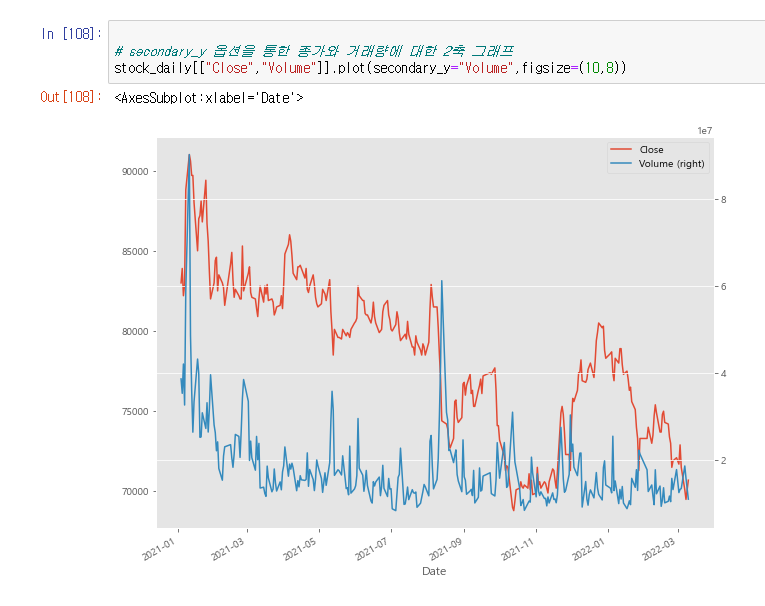 In [108]:
# secondary_y 옵션을 통한 종가와 거래량에 대한 2축 그래프
stock_daily[["Close","Volume"]].plot(secondary_y="Volume",figsize=(10,8))
Out[108]: <AxesSubplot:xlabel='Date'>
1e7
Close
Volume (right)
90000
85000
80000
75000
70000
8
6
4
2
2021-01 2021-03 2021-05 2021-07 2021-09 2021-11 2022-01 2022-03
Date